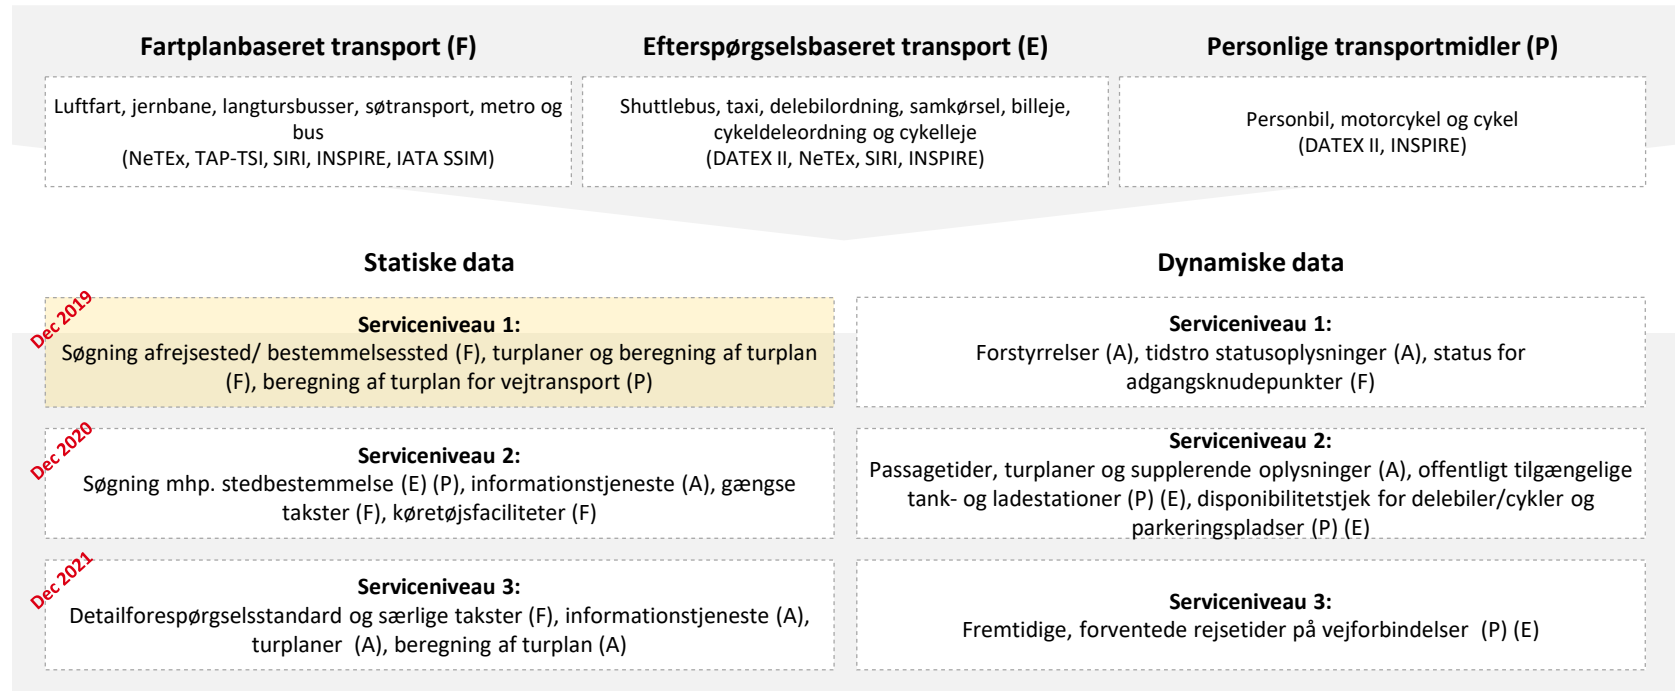 Fartplanbaseret transport (F)
Luftfart, jernbane, langtursbusser, søtransport, metro og
bus
(NeTEx, TAP-TSI, SIRI, INSPIRE, IATA SSIM)
Efterspørgselsbaseret transport (E)
Shuttlebus, taxi, delebilordning, samkørsel, billeje,
cykeldeleordning og cykelleje
(DATEX II, NeTEx, SIRI, INSPIRE)
Personlige transportmidler (P)
Personbil, motorcykel og cykel
(DATEX II, INSPIRE)
Statiske data
Dec 2019
Serviceniveau 1:
Søgning afrejsested/ bestemmelsessted (F), turplaner og beregning af turplan
(F), beregning af turplan for vejtransport (P)
Dec 2020
Serviceniveau 2:
Søgning mhp. stedbestemmelse (E) (P), informationstjeneste (A), gængse
takster (F), køretøjsfaciliteter (F)
Dec 2021
Serviceniveau 3:
Detailforespørgselsstandard og særlige takster (F), informationstjeneste (A),
turplaner (A), beregning af turplan (A)
Dynamiske data
Serviceniveau 1:
Forstyrrelser (A), tidstro statusoplysninger (A), status for
adgangsknudepunkter (F)
Serviceniveau 2:
Passagetider, turplaner og supplerende oplysninger (A), offentligt tilgængelige
tank- og ladestationer (P) (E), disponibilitetstjek for delebiler/cykler og
parkeringspladser (P) (E)
Serviceniveau 3:
Fremtidige, forventede rejsetider på vejforbindelser (P) (E)